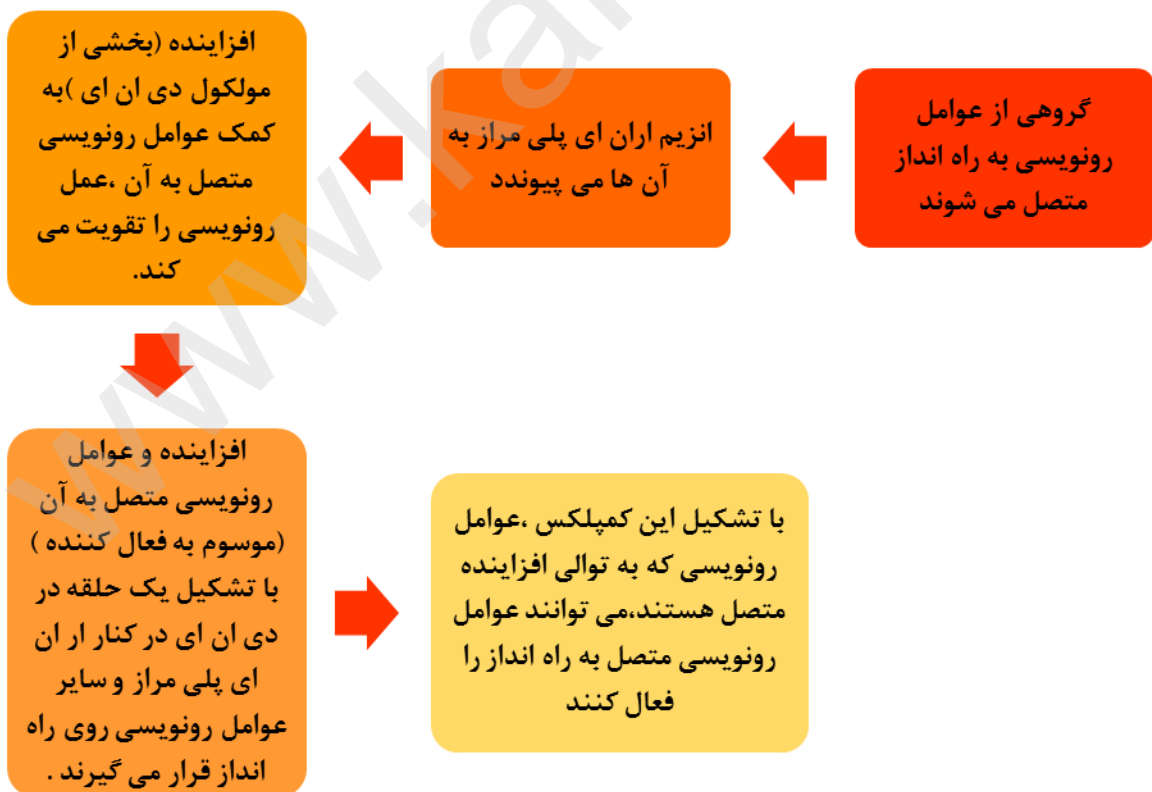 گروهی از عوامل
رونویسی به راه انداز
متصل می شوند
انزیم اران ای پلی مراز به
آن ها می پیوندد
افزاینده (بخشی از
مولکول دی ان ای )به
کمک عوامل رونویسی
متصل به آن ،عمل
رونویسی را تقویت می
کند.
افزاینده و عوامل
رونویسی متصل به آن
(موسوم به فعال کننده )
با تشکیل یک حلقه در
دی ان ای در کنار ار ان
ای پلی مراز و سایر
عوامل رونویسی روی راه
انداز قرار می گیرند .
با تشکیل این کمپلکس ،عوامل
رونویسی که به توالی افزاینده
متصل هستند،می توانند عوامل
رونویسی متصل به راه انداز را
فعال کنند
www.ka